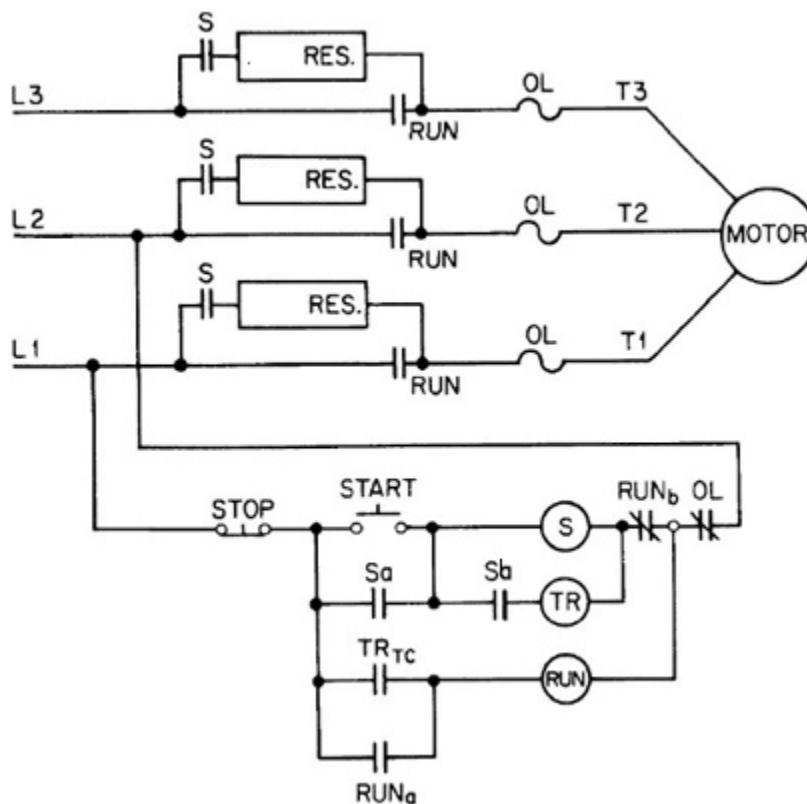 S
RES.
L3
RUN
OL
T3
S
RES.
L2
RUN
OL
T2
MOTOR
S
RES.
L1
RUN
OL
T1
STOP
START
S
RUNb
OL
Sa
Sb
TR
TRTC
RUN
RUNa